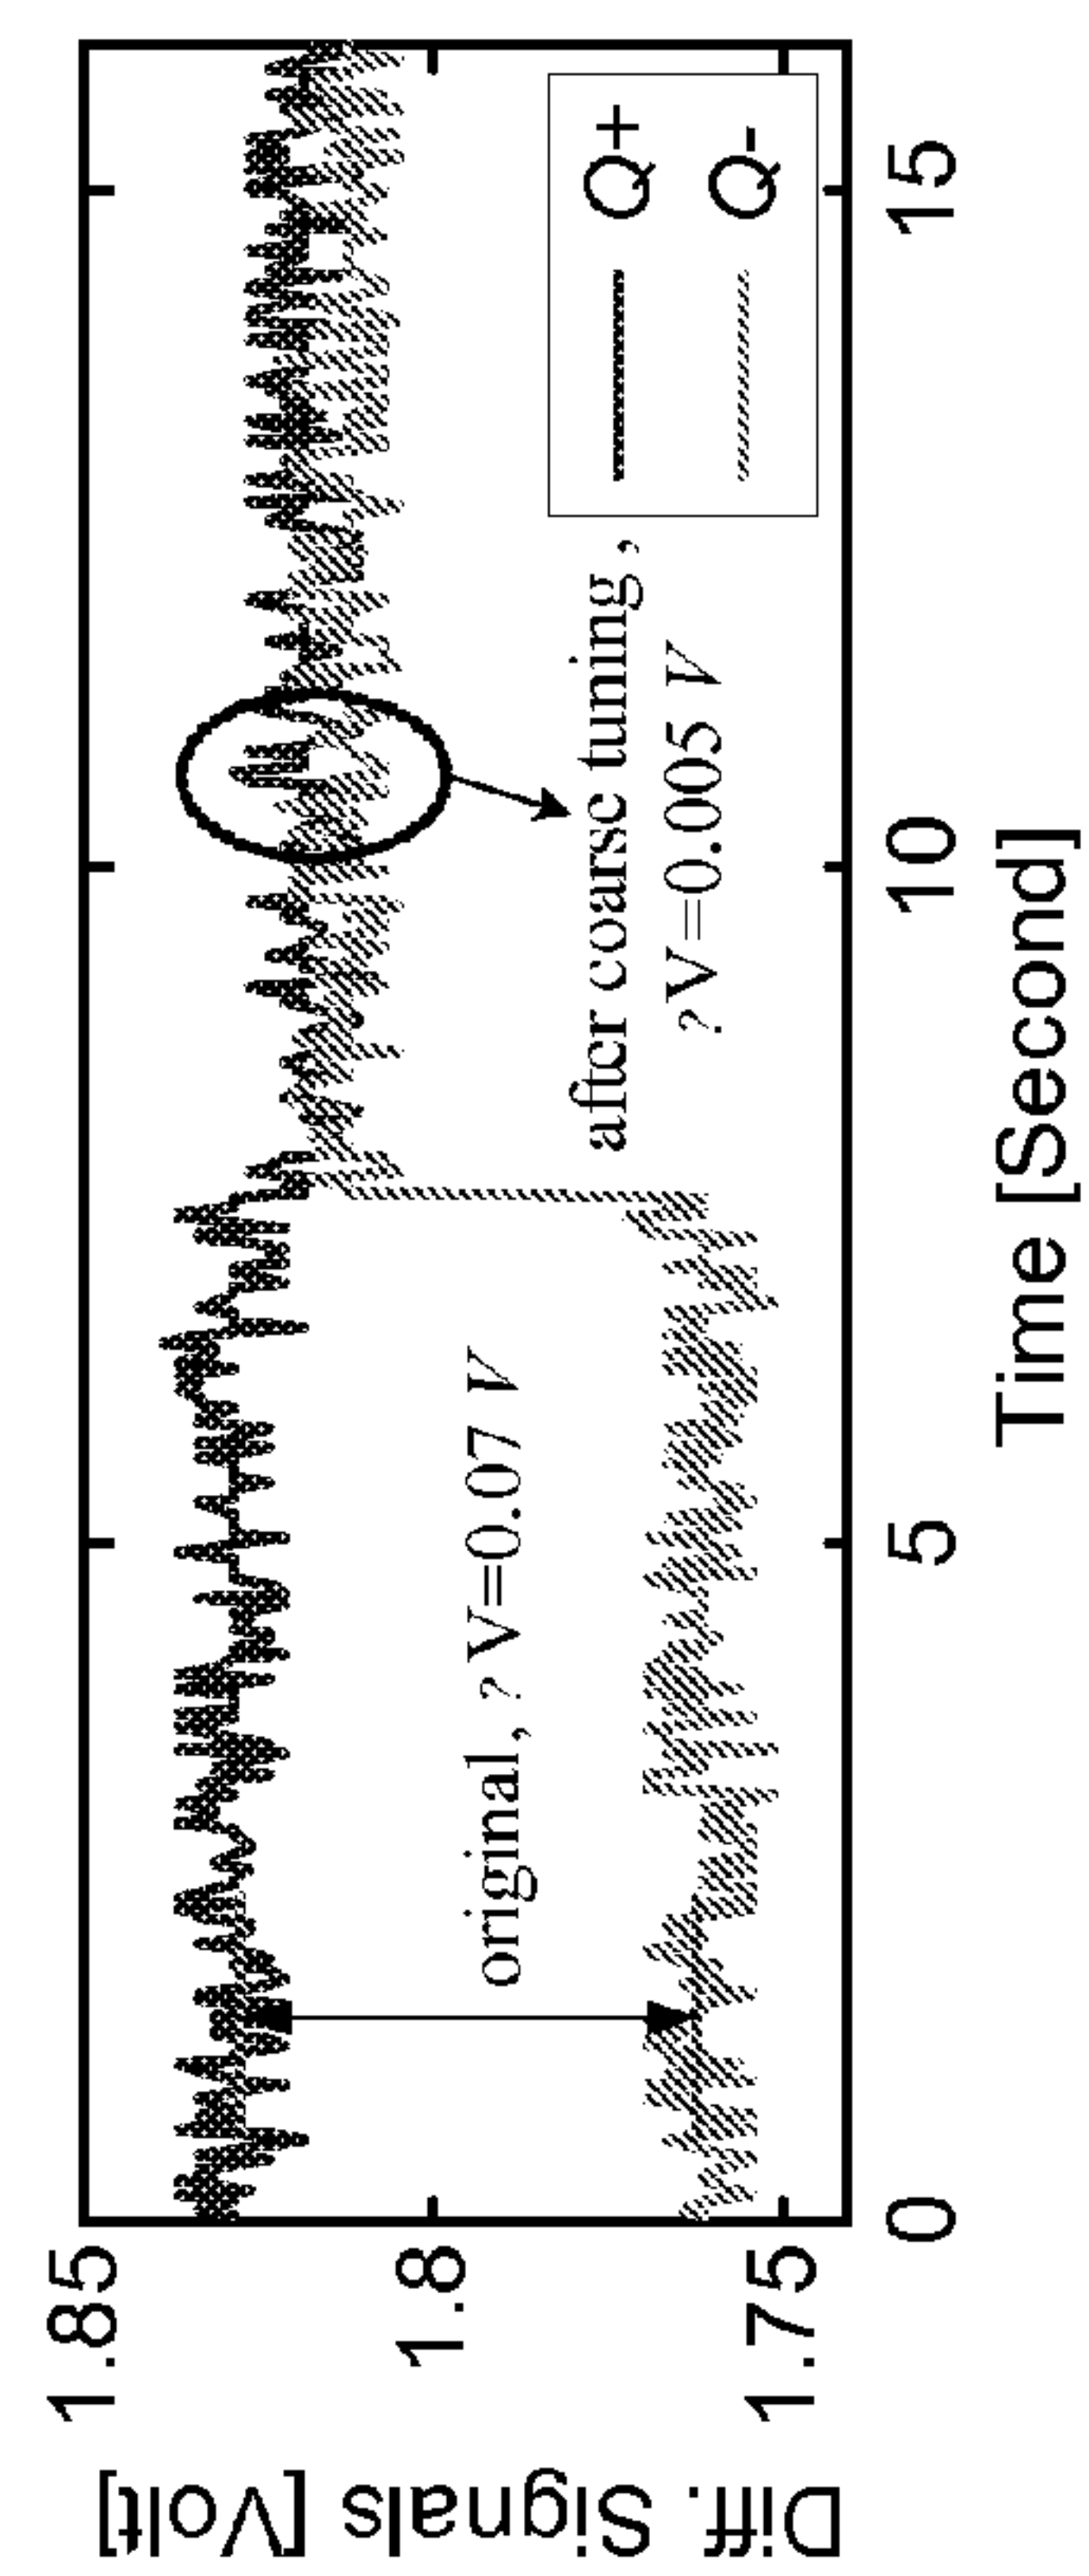 Diff. Signals [Volt]
1.85
1.8
1.75
original, ? V=0.07 V
after coarse tuning,
? V=0.005 V
Q+
Q-
0
5
10
15
Time [Second]